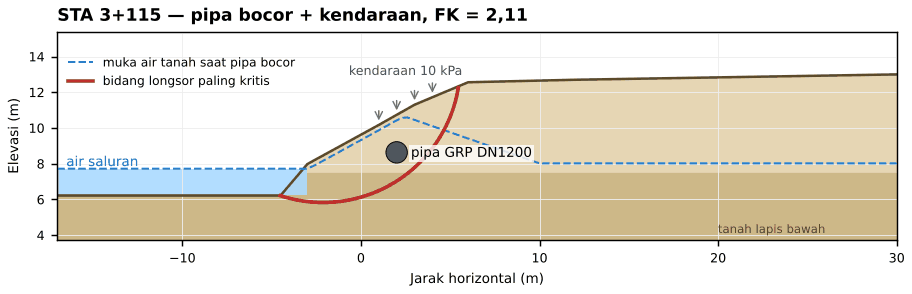 STA 3+115 — pipa bocor + kendaraan, FK = 2,11
muka air tanah saat pipa bocor
bidang longsor paling kritis
kendaraan 10 kPa
air saluran
pipa GRP DN1200
tanah lapis bawah
Elevasi (m)
14
12
10
8
6
4
−10
0
10
20
30
Jarak horizontal (m)